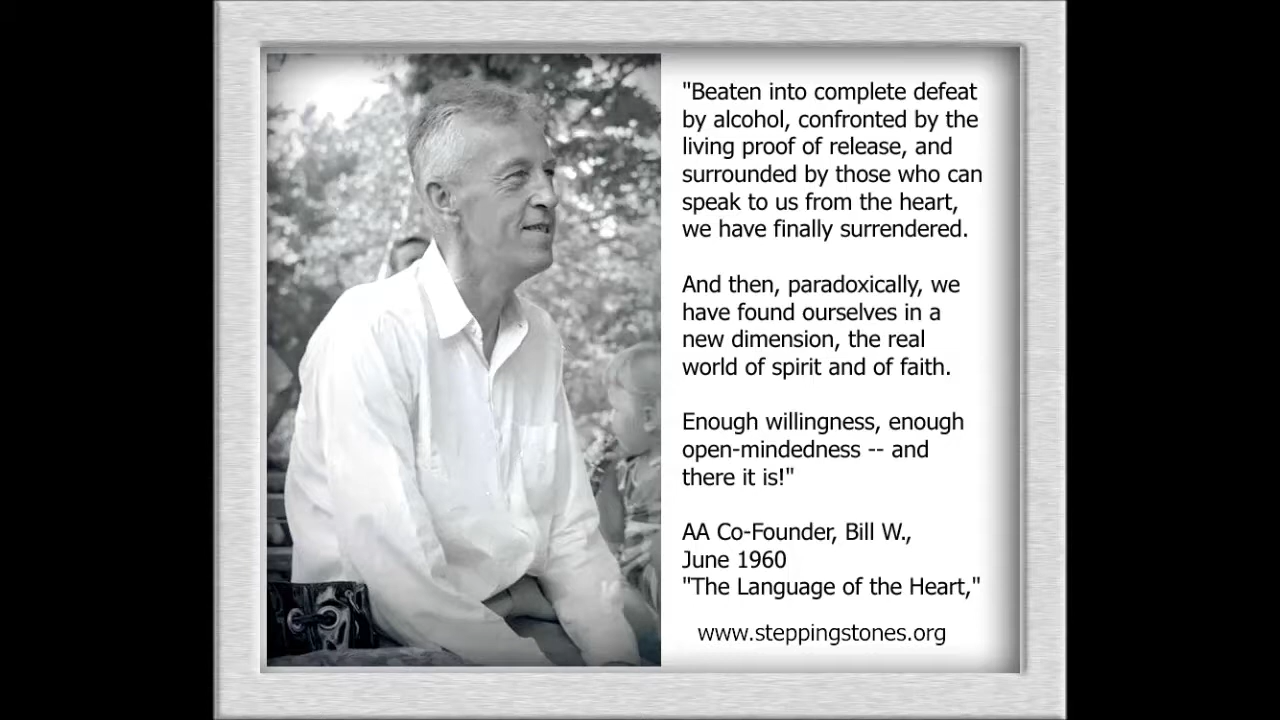 "Beaten into complete defeat
by alcohol, confronted by the
living proof of release, and
surrounded by those who can
speak to us from the heart,
we have finally surrendered.
And then, paradoxically, we
have found ourselves in a
new dimension, the real
world of spirit and of faith.
Enough willingness, enough
open-mindedness -- and
there it is!"
AA Co-Founder, Bill W.,
June 1960
"The Language of the Heart,"
www.steppingstones.org